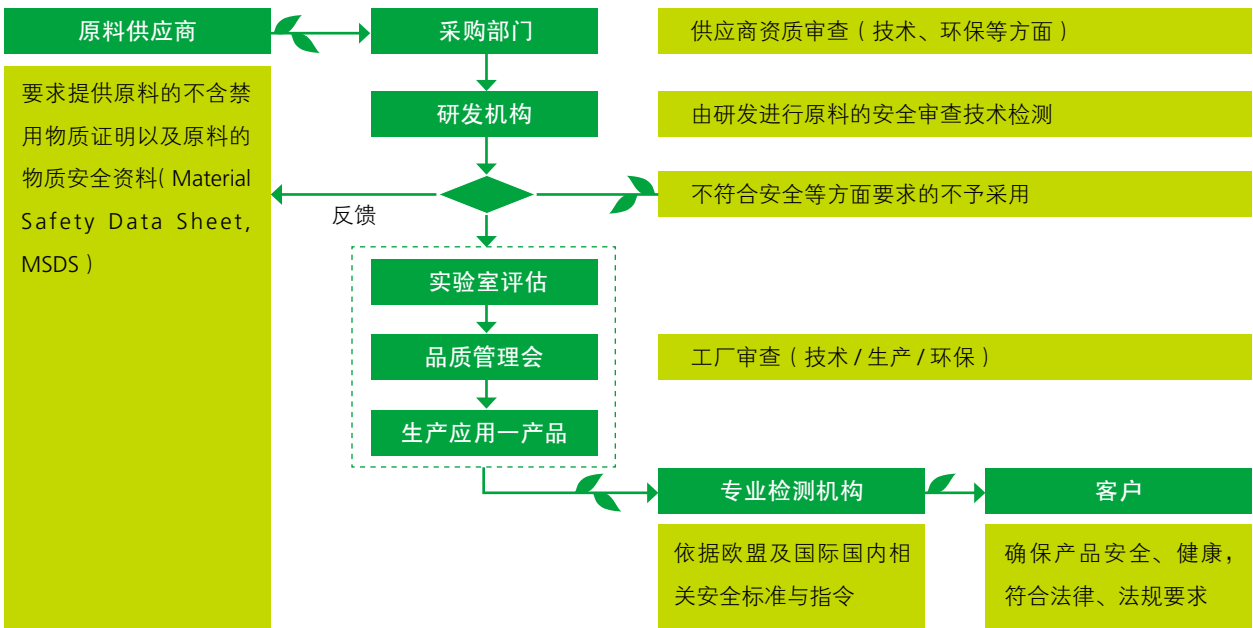 原料供应商
采购部门
供应商资质审查（技术、环保等方面）
要求提供原料的不含禁
用物质证明以及原料的
物质安全资料（Material
Safety Data Sheet,
MSDS）
研发机构
由研发进行原料的安全审查技术检测
不符合安全等方面要求的不予采用
反馈
实验室评估
品质管理会
工厂审查（技术/生产/环保）
生产应用一产品
专业检测机构
客户
依据欧盟及国际国内相
关安全标准与指令
确保产品安全、健康，
符合法律、法规要求